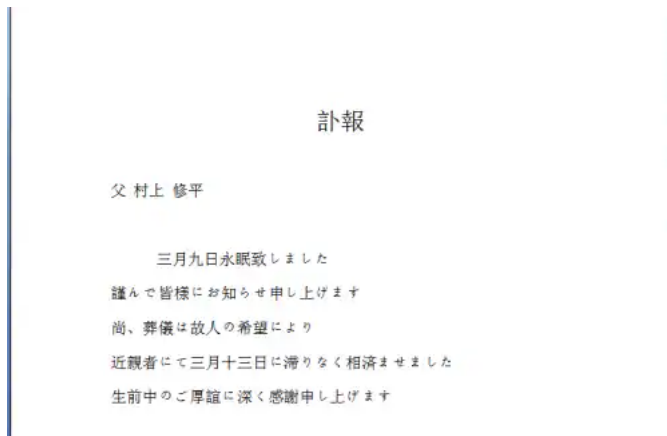 訃報
父 村上 修平
三月九日永眠致しました
謹んで皆様にお知らせ申し上げます
尚、葬儀は故人の希望により
近親者にて三月十三日に滞りなく相済ませました
生前中のご厚誼に深く感謝申し上げます